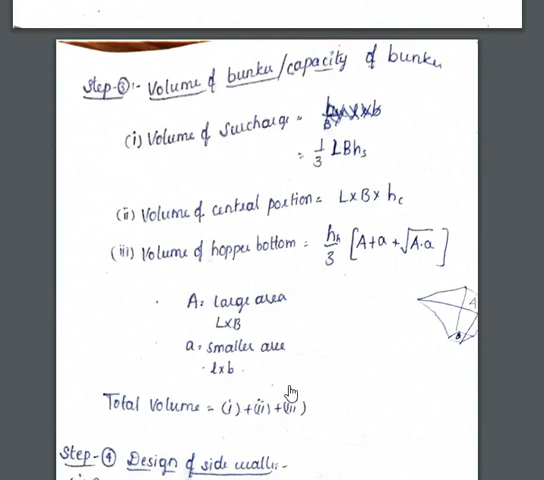 Step-③:- Volume of bunker/capacity of bunker
(i) Volume of Surcharge =
= 1/3 LBhs
(ii) Volume of central portion = L×B× hc
(iii) Volume of hopper bottom = hh/3 [A+a+√A.a]
A = large area
L×B
a = smaller area
l×b
Total Volume = (i)+(ii)+(iii)
Step-④ Design of side walls:-